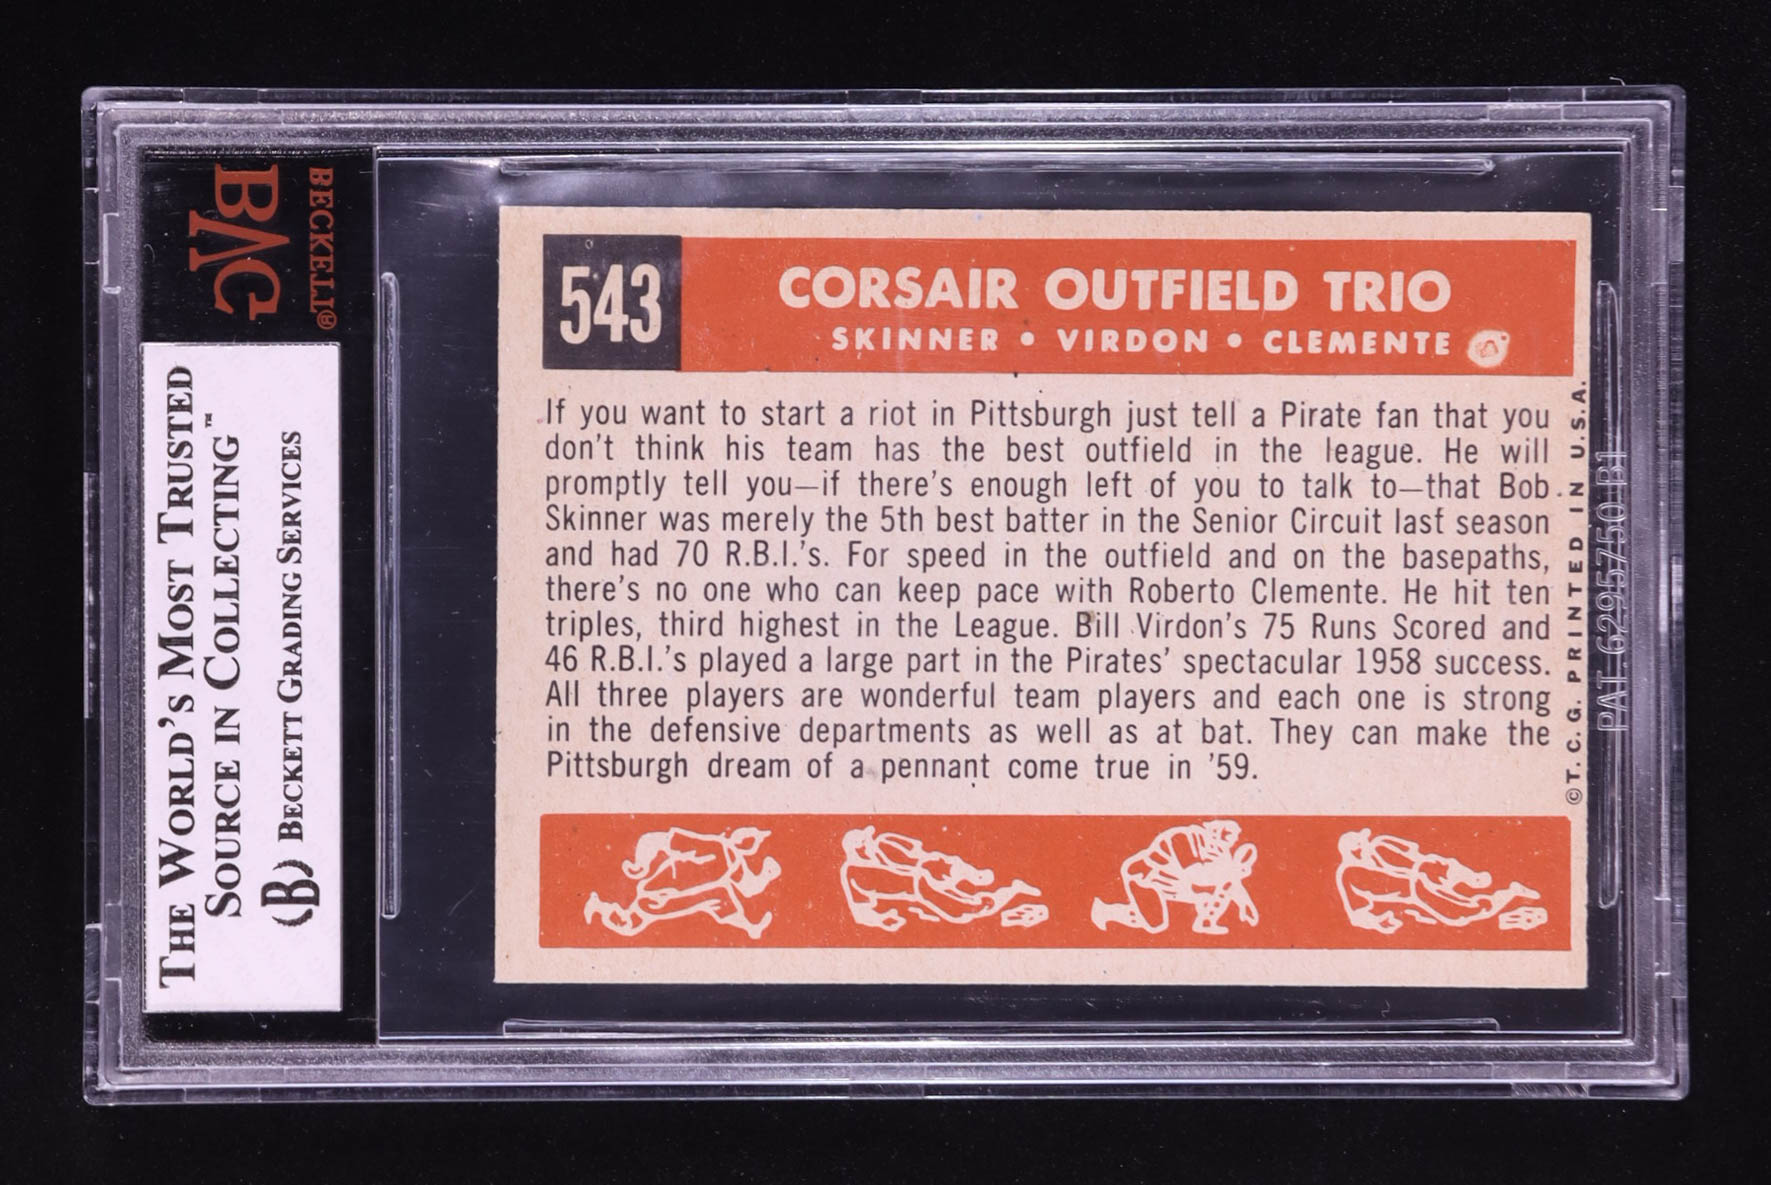 BECKETT®
BVG
THE WORLD'S MOST TRUSTED
SOURCE IN COLLECTING™
(B) BECKETT GRADING SERVICES
543
CORSAIR OUTFIELD TRIO
SKINNER • VIRDON • CLEMENTE
If you want to start a riot in Pittsburgh just tell a Pirate fan that you
don't think his team has the best outfield in the league. He will
promptly tell you—if there's enough left of you to talk to—that Bob
Skinner was merely the 5th best batter in the Senior Circuit last season
and had 70 R.B.I.'s. For speed in the outfield and on the basepaths,
there's no one who can keep pace with Roberto Clemente. He hit ten
triples, third highest in the League. Bill Virdon's 75 Runs Scored and
46 R.B.I.'s played a large part in the Pirates' spectacular 1958 success.
All three players are wonderful team players and each one is strong
in the defensive departments as well as at bat. They can make the
Pittsburgh dream of a pennant come true in '59.
© T. C. G. PRINTED IN U.S.A.
PAT. 6295750 B1